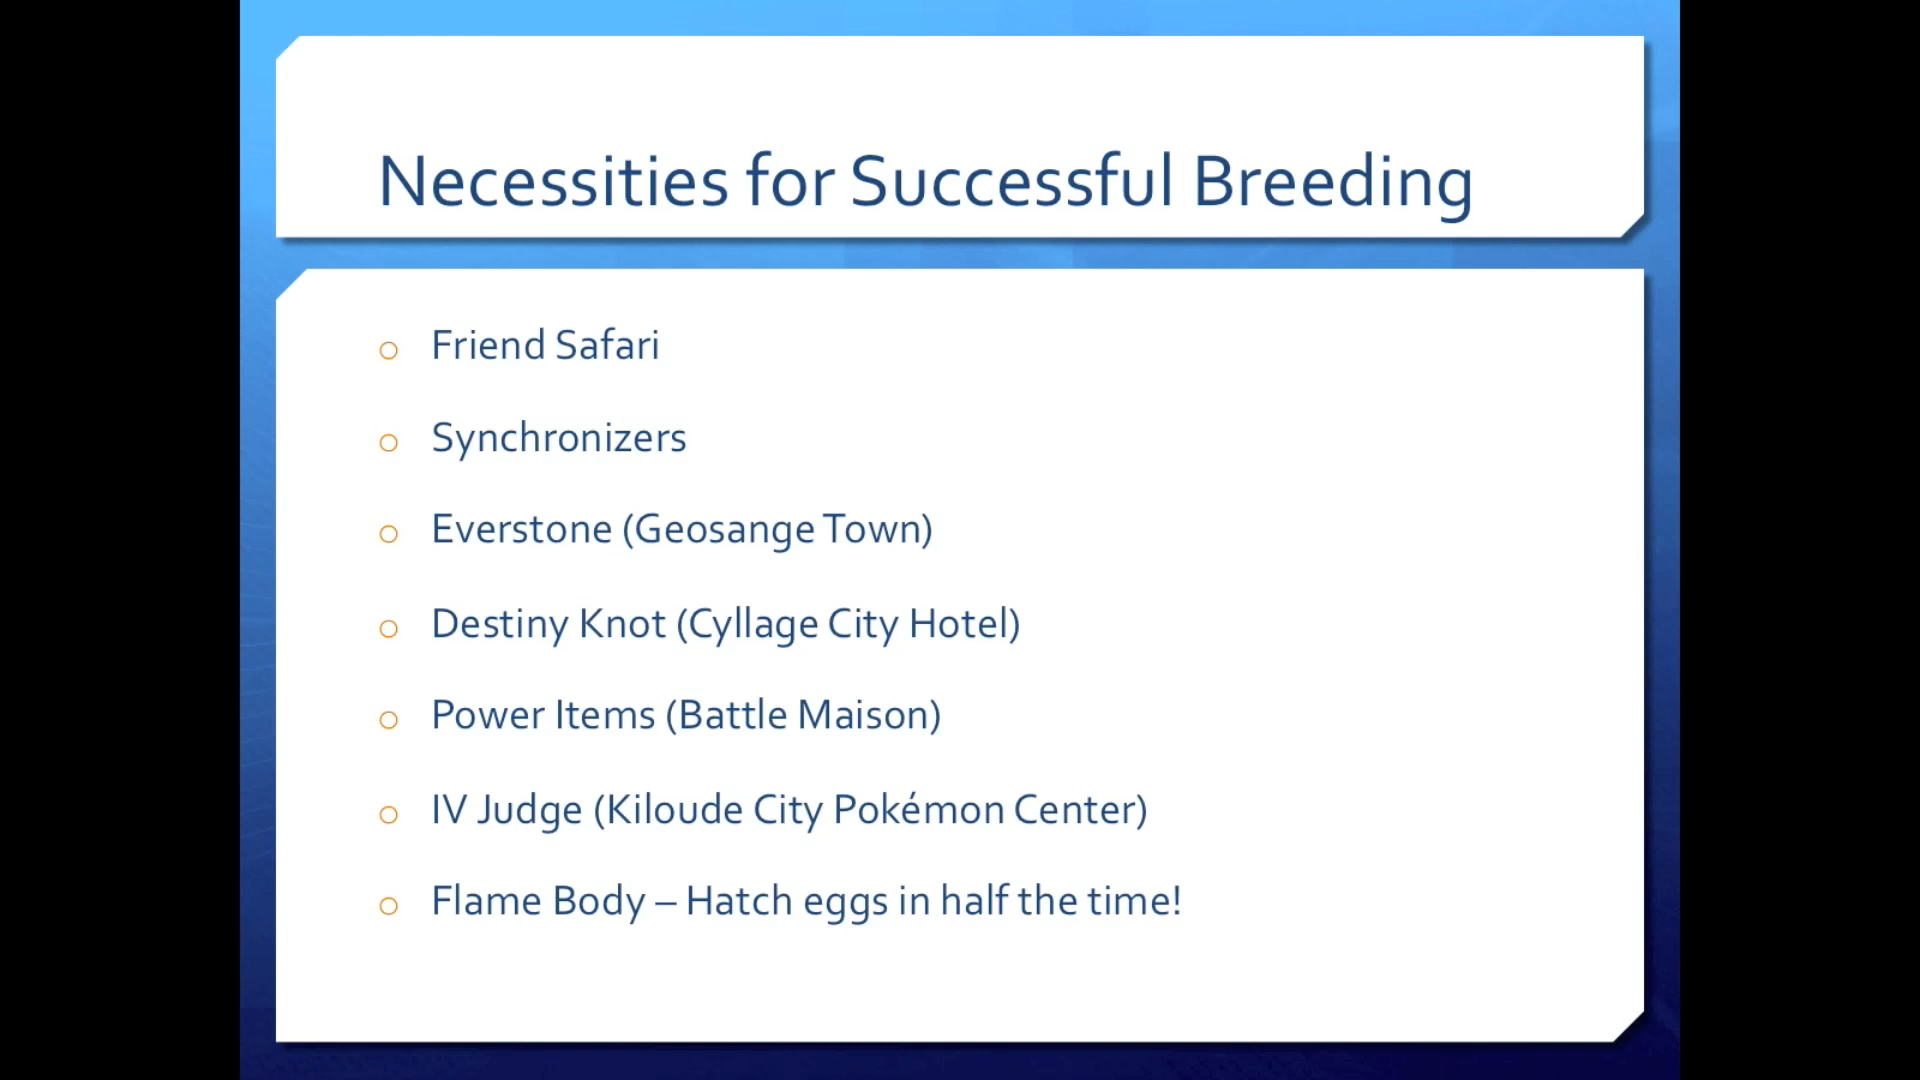 Necessities for Successful Breeding
Friend Safari
Synchronizers
Everstone (Geosange Town)
Destiny Knot (Cyllage City Hotel)
Power Items (Battle Maison)
IV Judge (Kiloude City Pokémon Center)
Flame Body – Hatch eggs in half the time!